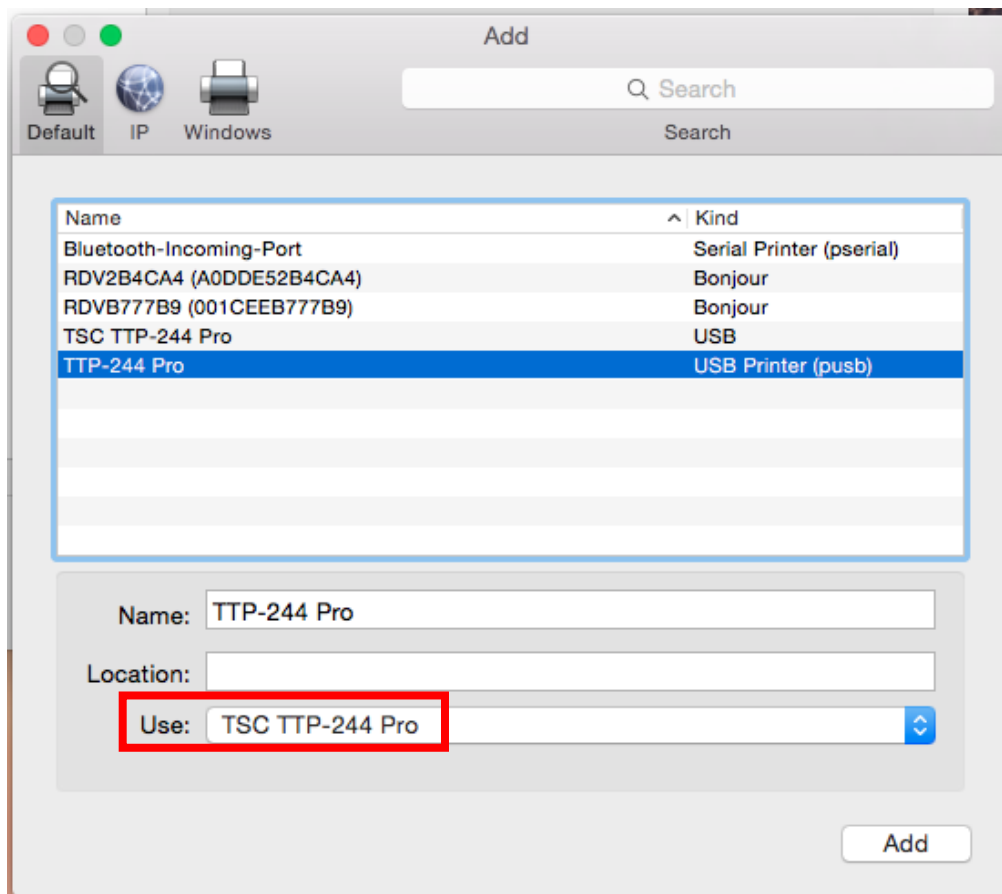 Add
Search
Default IP Windows Search
Name Kind
Bluetooth-Incoming-Port Serial Printer (pserial)
RDV2B4CA4 (A0DDE52B4CA4) Bonjour
RDVB777B9 (001CEEB777B9) Bonjour
TSC TTP-244 Pro USB
TTP-244 Pro USB Printer (pusb)
Name: TTP-244 Pro
Location:
Use: TSC TTP-244 Pro
Add